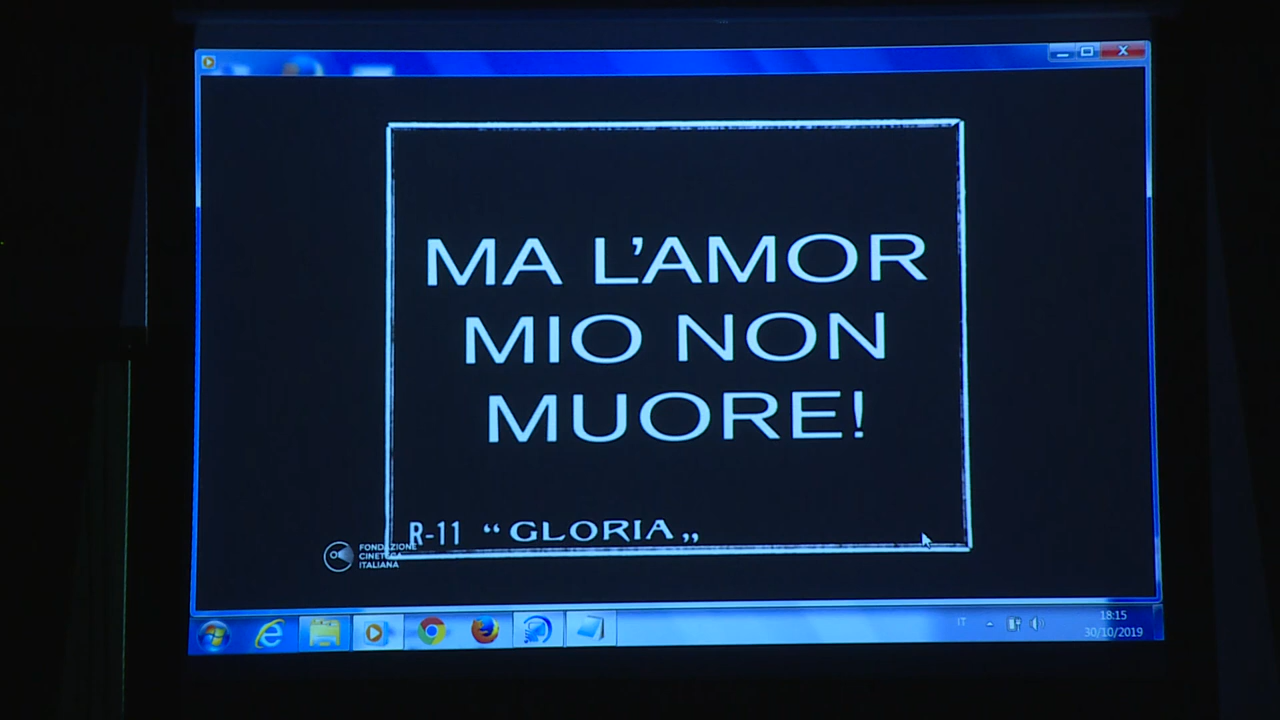 MA L'AMOR
MIO NON
MUORE!
R-11 “GLORIA„
FONDAZIONE
CINETECA
ITALIANA
IT
18:15
30/10/2019